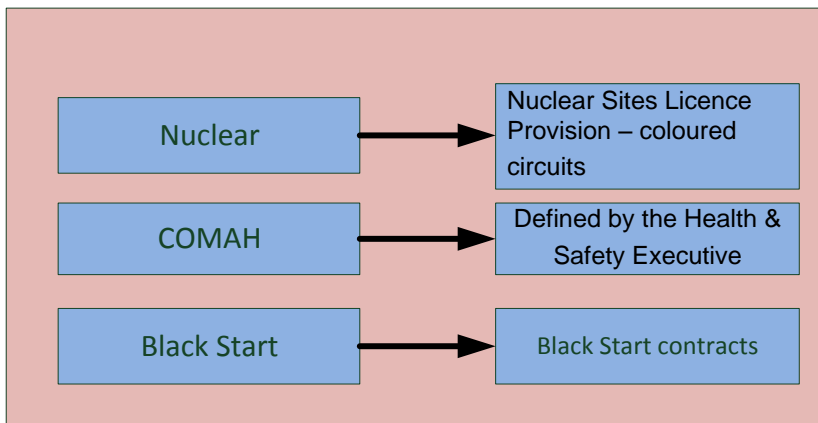 Nuclear
Nuclear Sites Licence
Provision – coloured
circuits
COMAH
Defined by the Health &
Safety Executive
Black Start
Black Start contracts